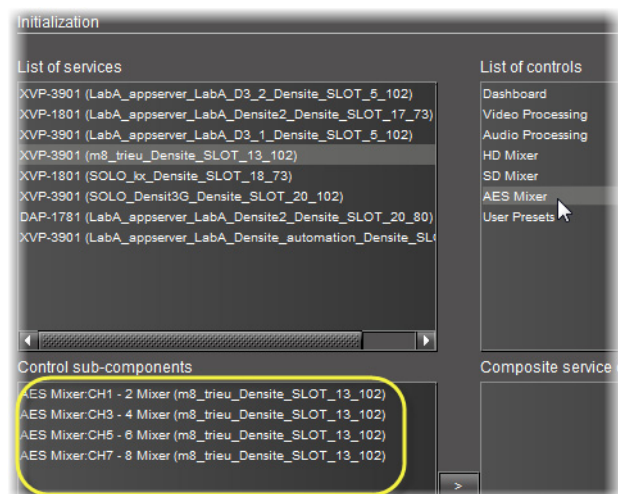 Initialization
List of services
XVP-3901 (LabA_appserver_LabA_D3_2_Densite_SLOT_5_102)
XVP-1801 (LabA_appserver_LabA_Densite2_Densite_SLOT_17_73)
XVP-3901 (LabA_appserver_LabA_D3_1_Densite_SLOT_5_102)
XVP-3901 (m8_trieu_Densite_SLOT_13_102)
XVP-1801 (SOLO_kx_Densite_SLOT_18_73)
XVP-3901 (SOLO_Densit3G_Densite_SLOT_20_102)
DAP-1781 (LabA_appserver_LabA_Densite2_Densite_SLOT_20_80)
XVP-3901 (LabA_appserver_LabA_Densite_automation_Densite_SL
List of controls
Dashboard
Video Processing
Audio Processing
HD Mixer
SD Mixer
AES Mixer
User Presets
Control sub-components
AES Mixer:CH1 - 2 Mixer (m8_trieu_Densite_SLOT_13_102)
AES Mixer:CH3 - 4 Mixer (m8_trieu_Densite_SLOT_13_102)
AES Mixer:CH5 - 6 Mixer (m8_trieu_Densite_SLOT_13_102)
AES Mixer:CH7 - 8 Mixer (m8_trieu_Densite_SLOT_13_102)
>
Composite service